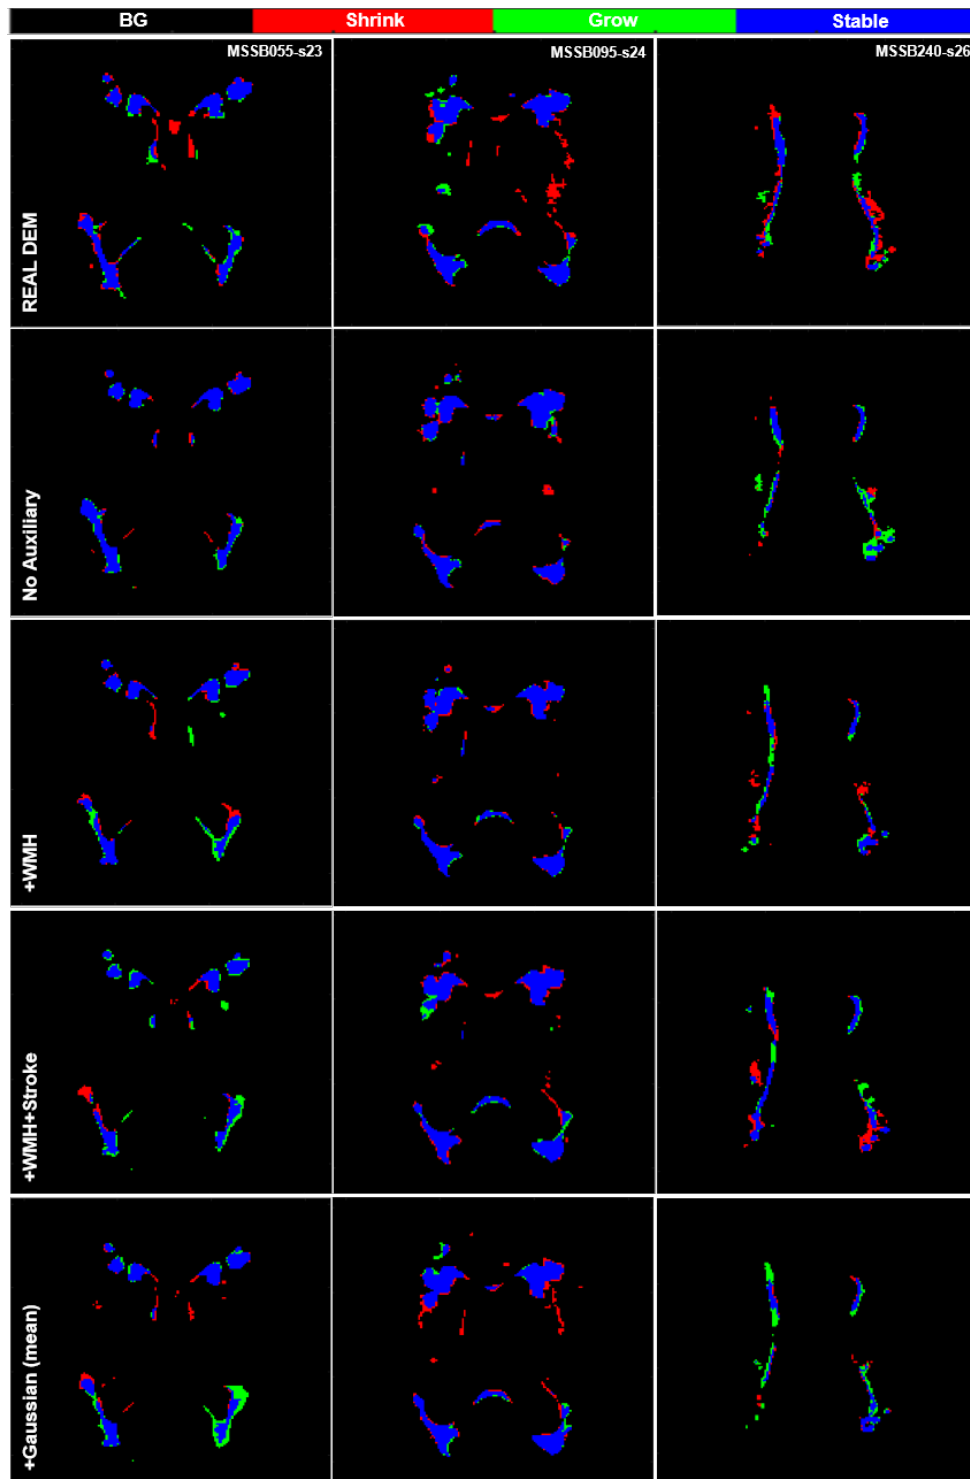 BG Shrink Grow Stable
MSSB055-s23 MSSB095-s24 MSSB240-s26
REAL DEM
No Auxiliary
+WMH
+WMH+Stroke
+Gaussian (mean)